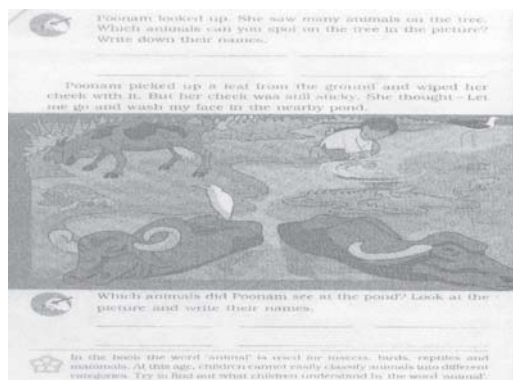 Poonam looked up. She saw many animals on the tree.
Which animals can you spot on the tree in the picture?
Write down their names.
Poonam picked up a leaf from the ground and wiped her
cheek with it. But her cheek was still sticky. She thought – Let
me go and wash my face in the nearby pond.
Which animals did Poonam see at the pond? Look at the
picture and write their names.
In the book the word 'animal' is used for insects, birds, reptiles and
mammals. At this age, children cannot easily classify animals into different
categories. Try to find out what children understand by the word 'animal'.